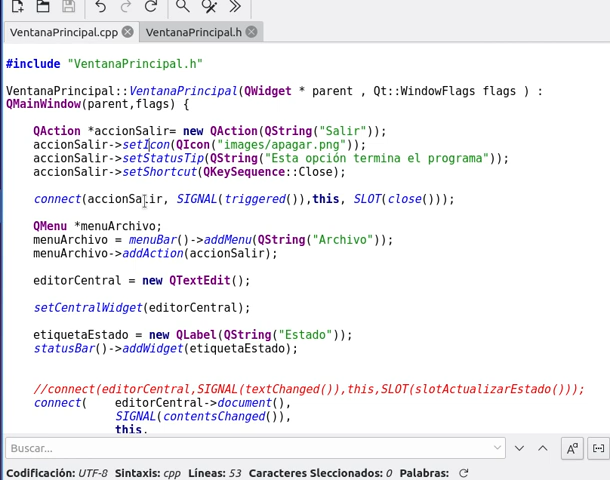 VentanaPrincipal.cpp VentanaPrincipal.h
#include "VentanaPrincipal.h"
VentanaPrincipal::VentanaPrincipal(QWidget * parent , Qt::WindowFlags flags ) :
QMainWindow(parent,flags) {
QAction *accionSalir= new QAction(QString("Salir"));
accionSalir->setIcon(QIcon("images/apagar.png"));
accionSalir->setStatusTip(QString("Esta opción termina el programa"));
accionSalir->setShortcut(QKeySequence::Close);
connect(accionSalir, SIGNAL(triggered()),this, SLOT(close()));
QMenu *menuArchivo;
menuArchivo = menuBar()->addMenu(QString("Archivo"));
menuArchivo->addAction(accionSalir);
editorCentral = new QTextEdit();
setCentralWidget(editorCentral);
etiquetaEstado = new QLabel(QString("Estado"));
statusBar()->addWidget(etiquetaEstado);
//connect(editorCentral,SIGNAL(textChanged()),this,SLOT(slotActualizarEstado()));
connect( editorCentral->document(),
SIGNAL(contentsChanged()),
this,
Buscar...
Codificación: UTF-8 Sintaxis: cpp Líneas: 53 Caracteres Sleccionados: 0 Palabras: